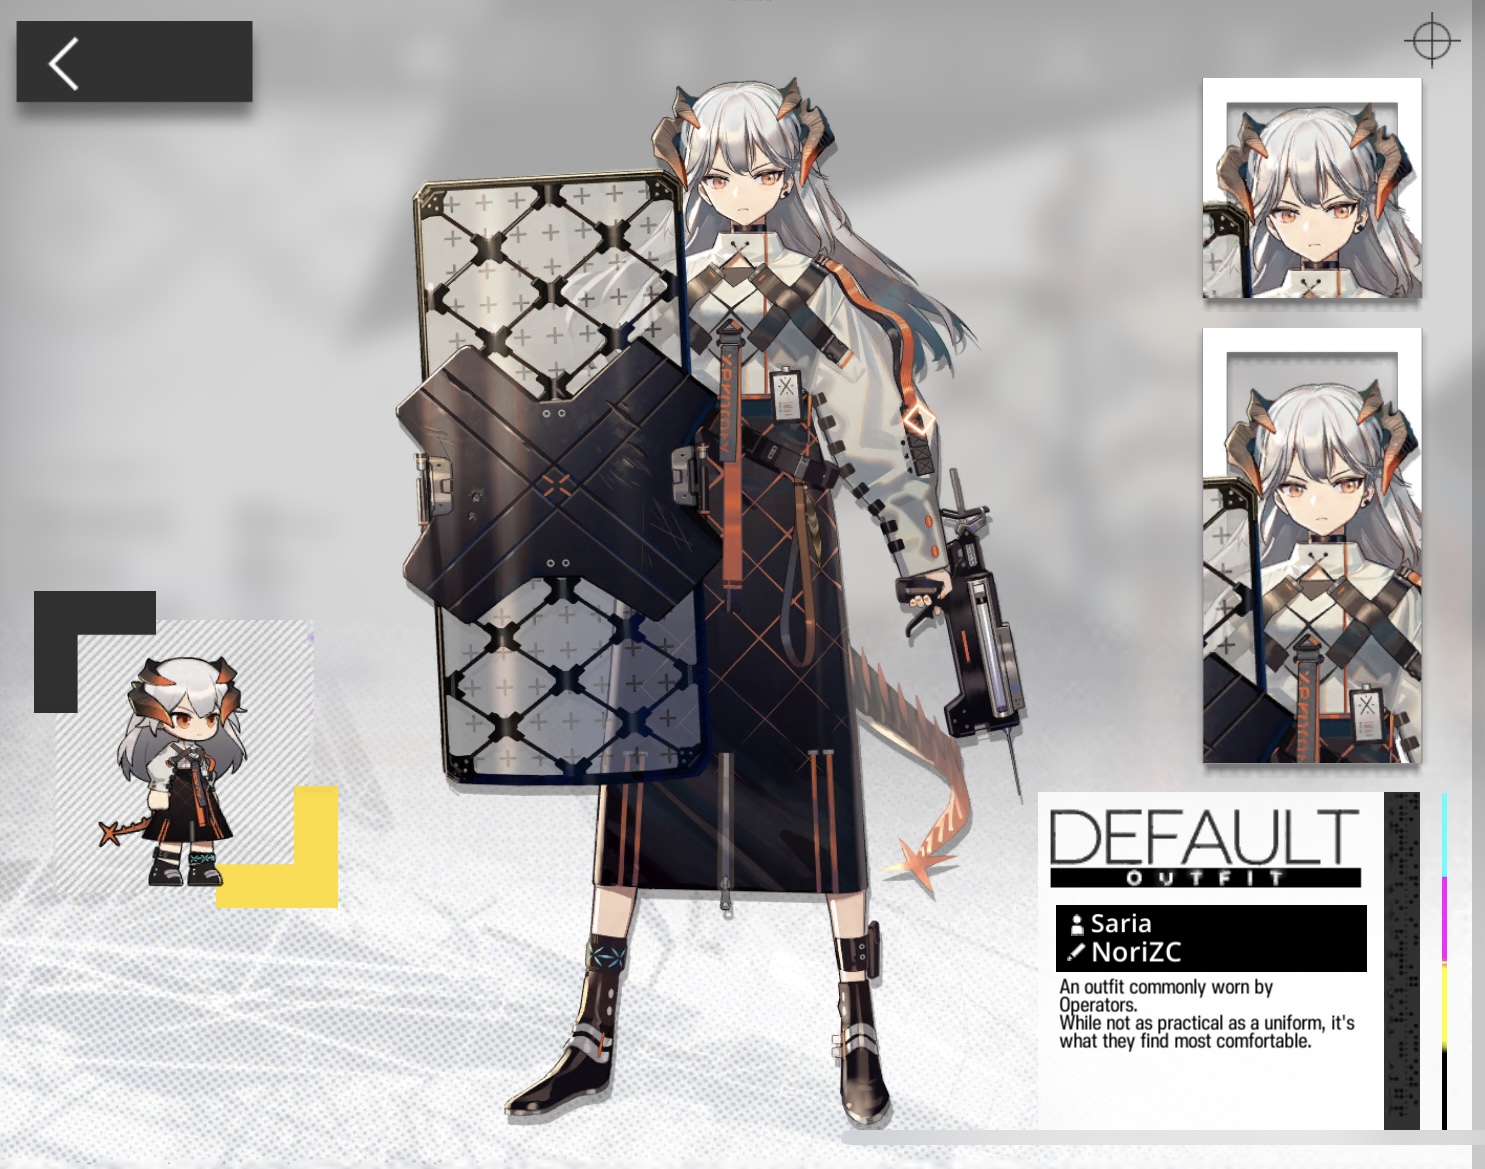 DEFAULT
OUTFIT
Saria
NoriZC
An outfit commonly worn by
Operators.
While not as practical as a uniform, it's
what they find most comfortable.